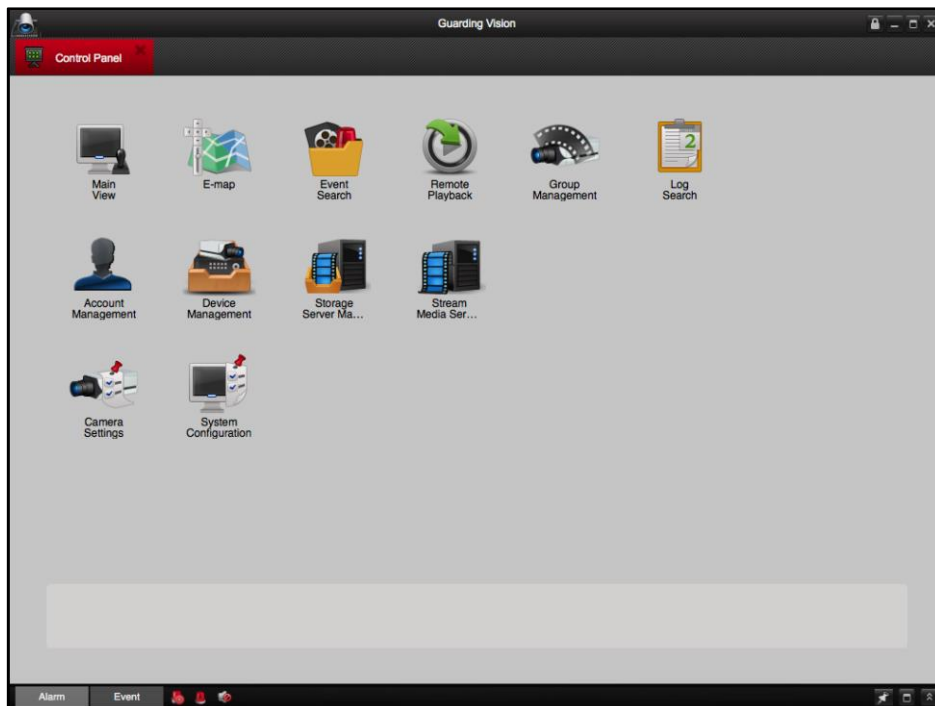 Guarding Vision
Control Panel
Main
View
E-map
Event
Search
Remote
Playback
Group
Management
Log
Search
2
Account
Management
Device
Management
Storage
Server Ma...
Stream
Media Ser...
Camera
Settings
System
Configuration
Alarm
Event